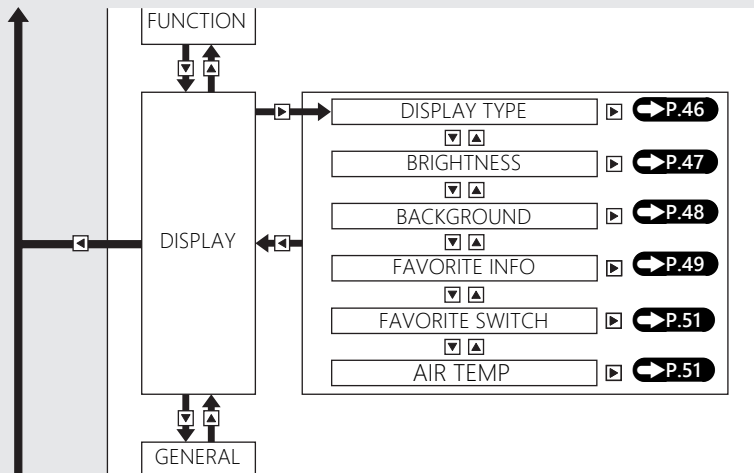 FUNCTION
DISPLAY
DISPLAY TYPE P.46
BRIGHTNESS P.47
BACKGROUND P.48
FAVORITE INFO P.49
FAVORITE SWITCH P.51
AIR TEMP P.51
GENERAL